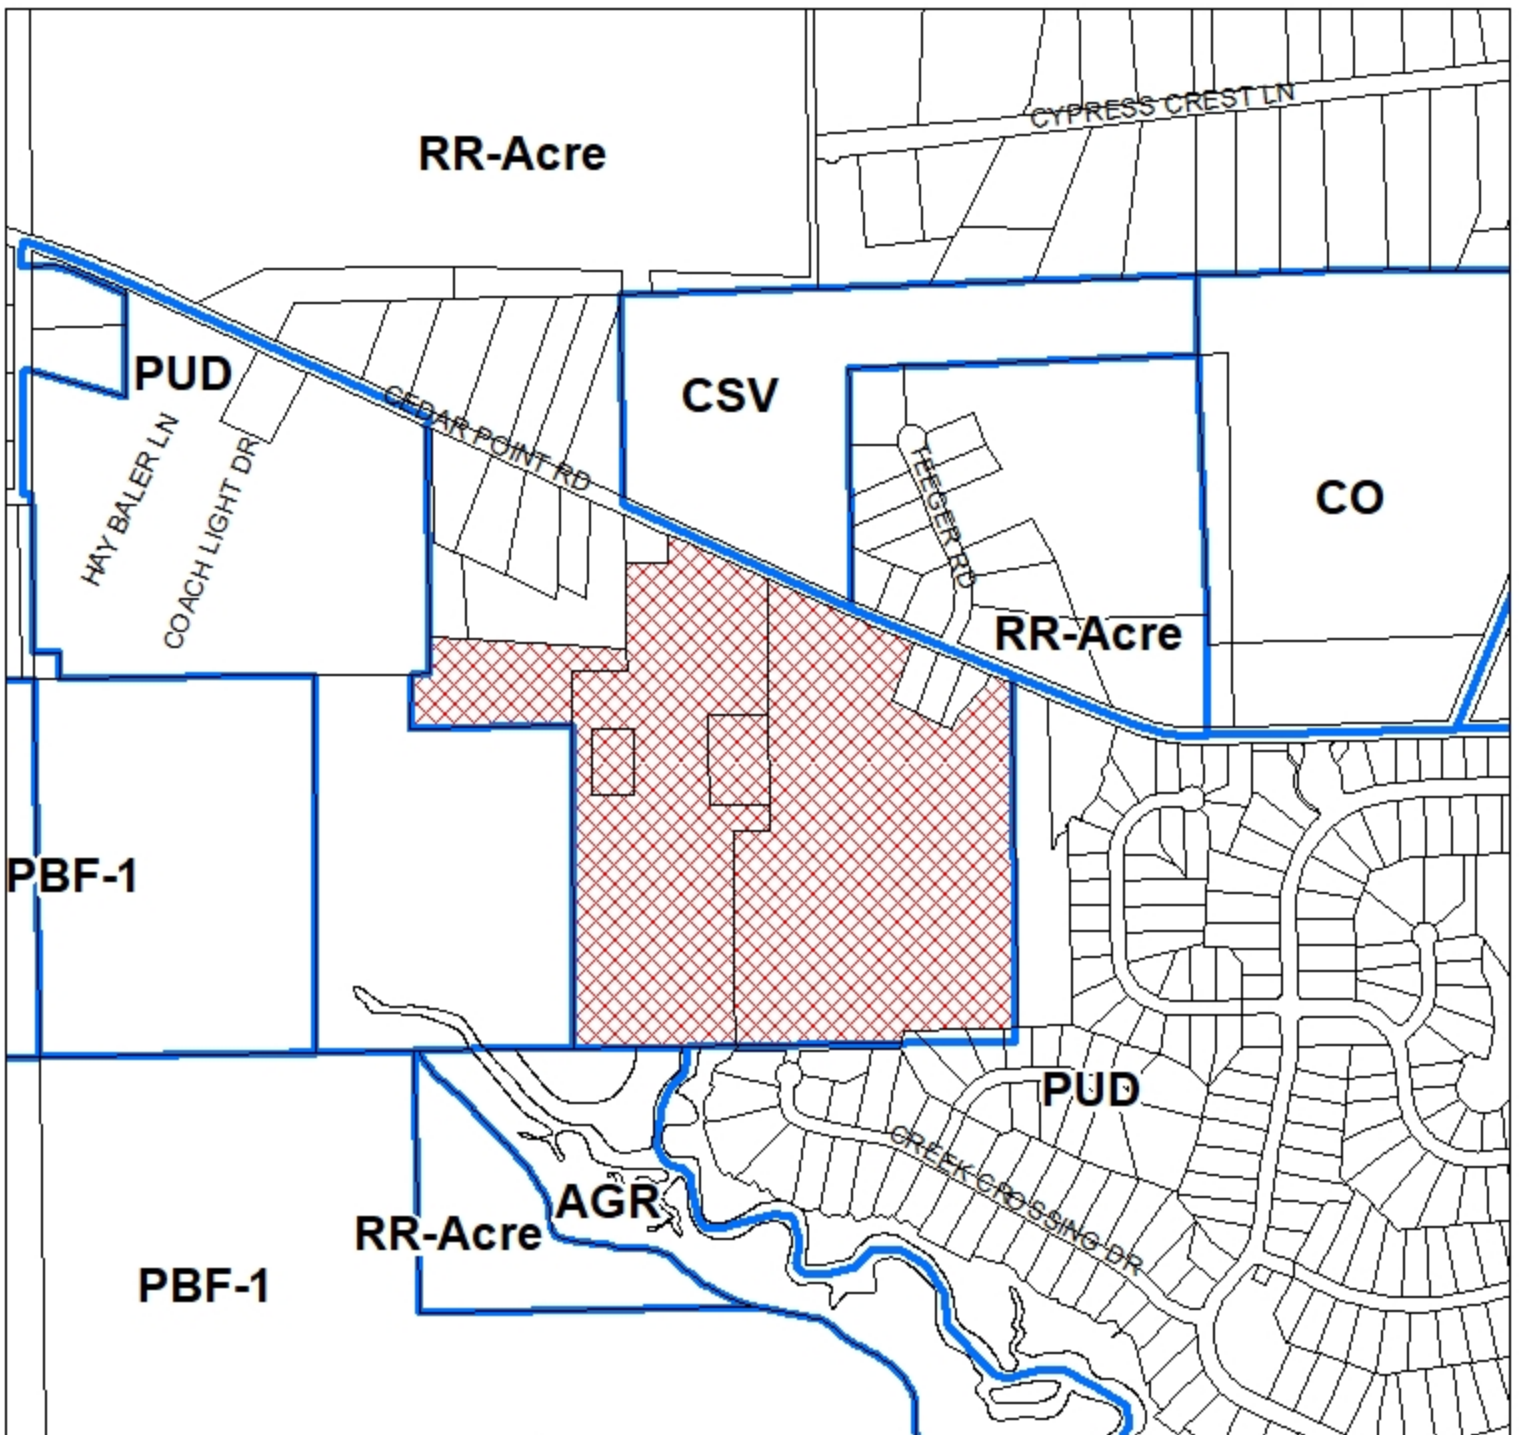 CYPRESS CREST LN
RR-Acre
PUD
CEDAR POINT RD
CSV
HAY BALER LN
COACH LIGHT DR
TEEGER RD
CO
RR-Acre
PBF-1
PUD
CREEK CROSSING DR
AGR
RR-Acre
PBF-1